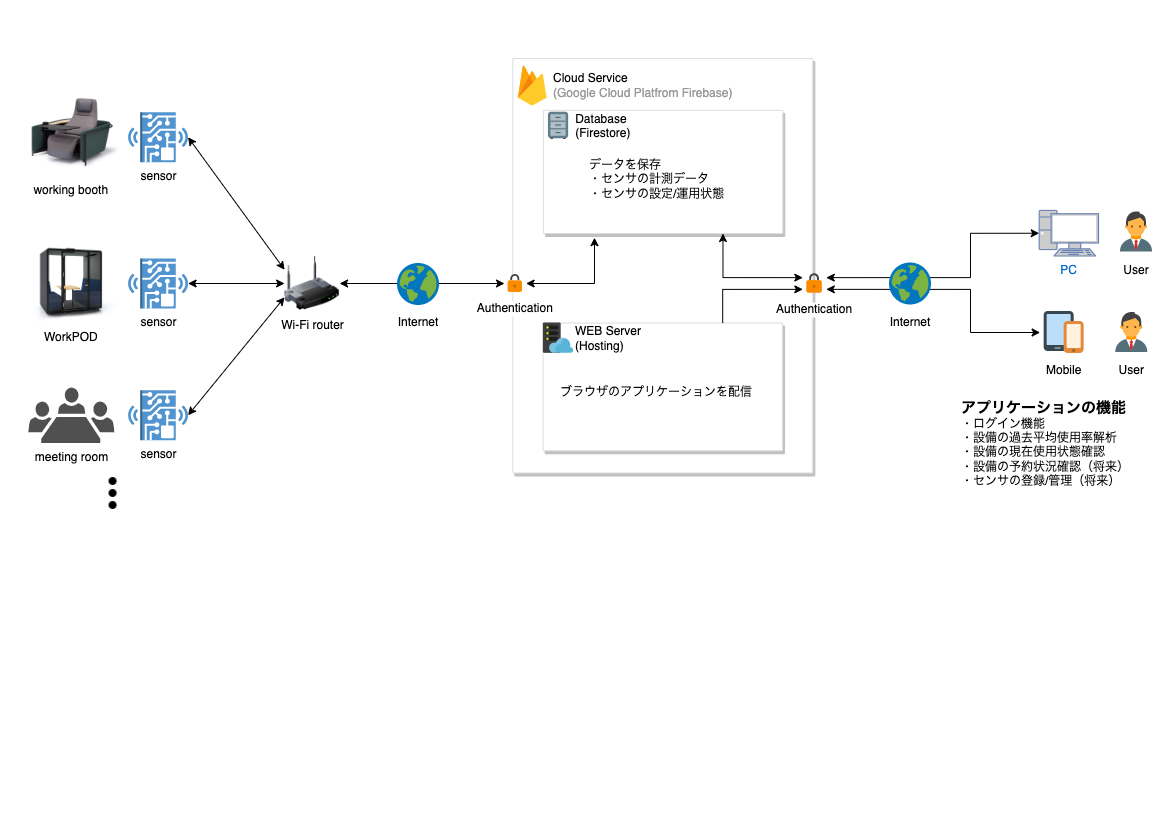 Cloud Service
(Google Cloud Platfrom Firebase)
Database
(Firestore)
データを保存
・センサの計測データ
・センサの設定/運用状態
working booth
sensor
WorkPOD
sensor
meeting room
sensor
Wi-Fi router
Internet
Authentication
WEB Server
(Hosting)
ブラウザのアプリケーションを配信
Authentication
Internet
PC
User
Mobile
User
アプリケーションの機能
・ログイン機能
・設備の過去平均使用率解析
・設備の現在使用状態確認
・設備の予約状況確認（将来）
・センサの登録/管理（将来）